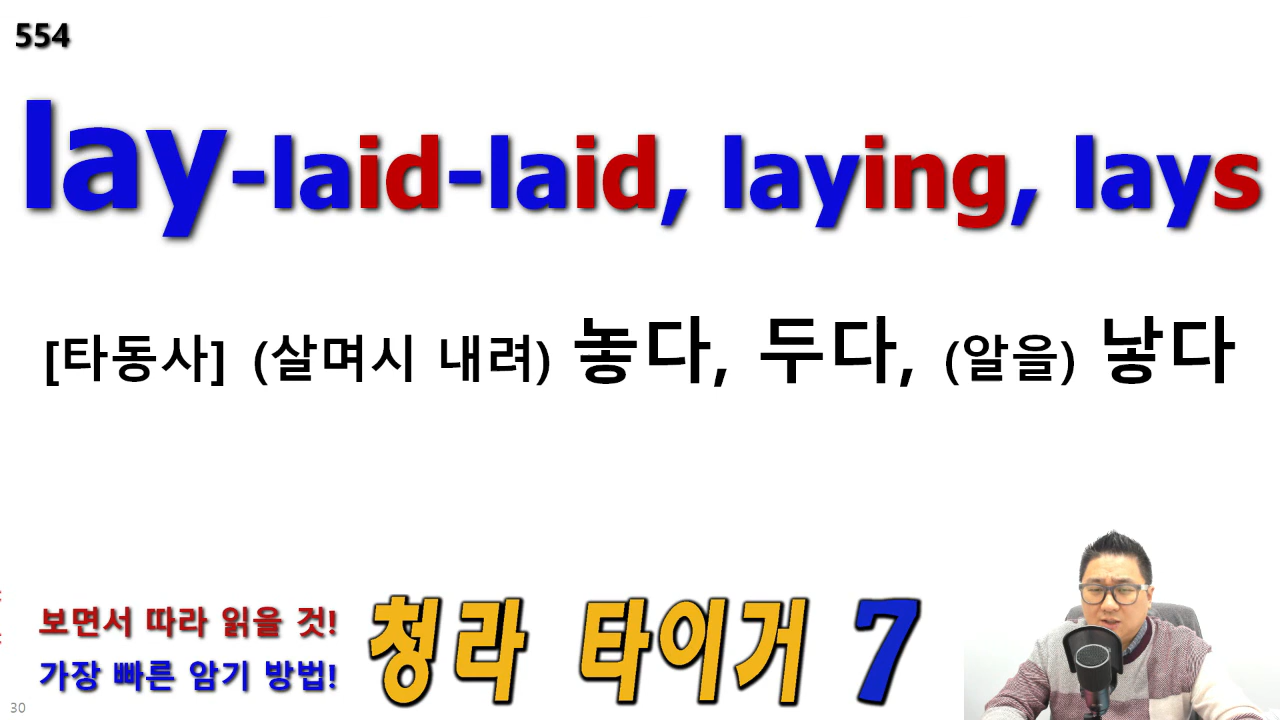 554
lay-laid-laid, laying, lays
[타동사] (살며시 내려) 놓다, 두다, (알을) 낳다
보면서 따라 읽을 것!
가장 빠른 암기 방법!
청라 타이거 7
30